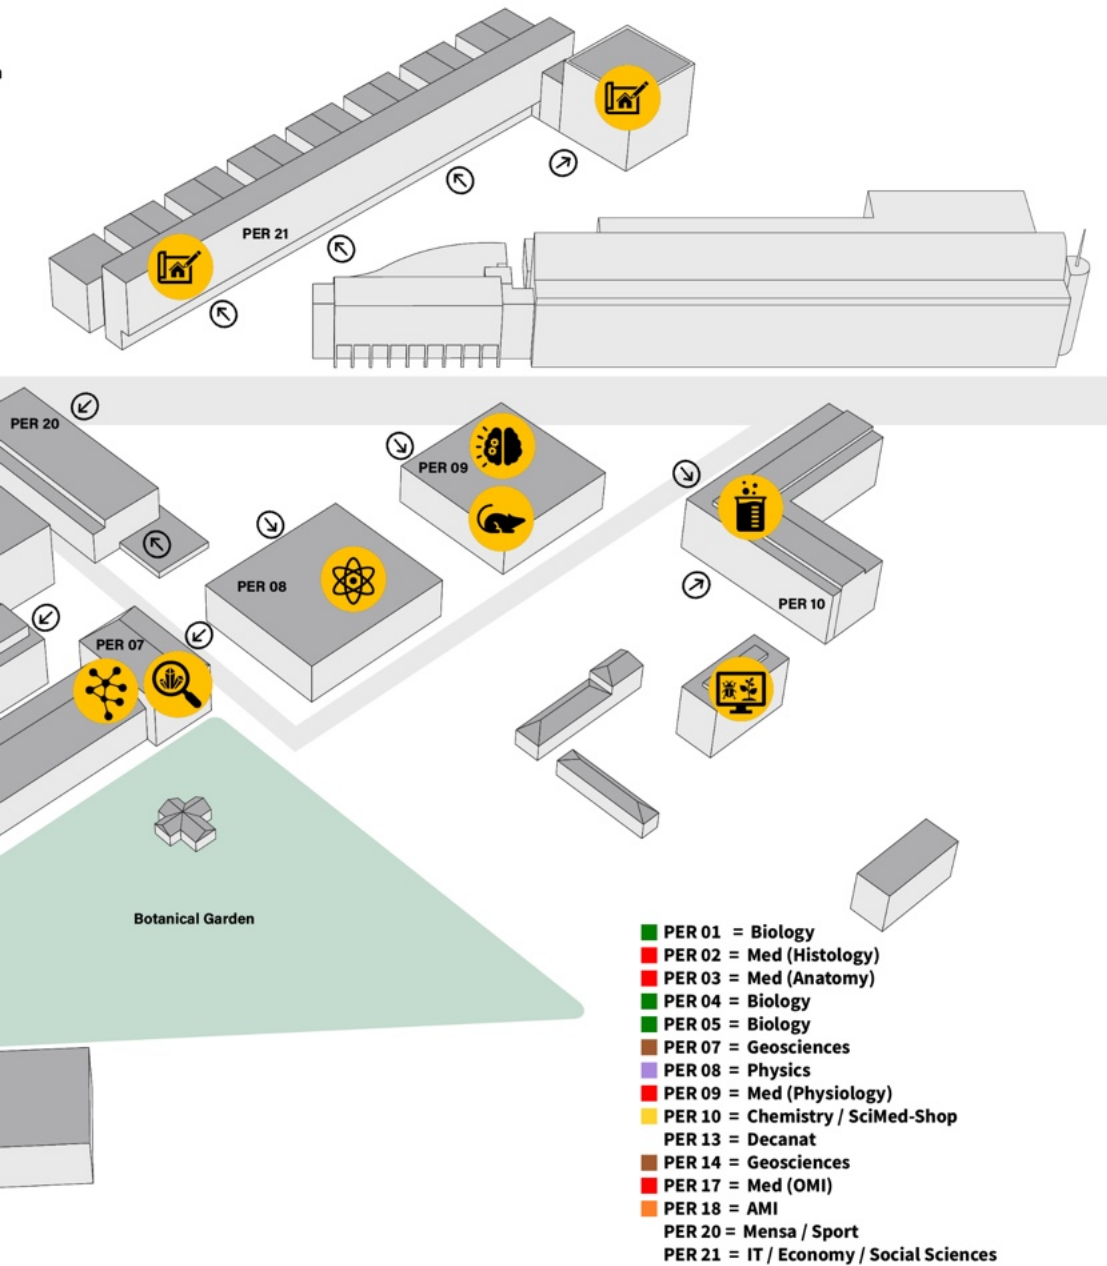 PER 21
PER 20
PER 09
PER 08
PER 10
PER 07
Botanical Garden
PER 01 = Biology
PER 02 = Med (Histology)
PER 03 = Med (Anatomy)
PER 04 = Biology
PER 05 = Biology
PER 07 = Geosciences
PER 08 = Physics
PER 09 = Med (Physiology)
PER 10 = Chemistry / SciMed-Shop
PER 13 = Decanat
PER 14 = Geosciences
PER 17 = Med (OMI)
PER 18 = AMI
PER 20 = Mensa / Sport
PER 21 = IT / Economy / Social Sciences